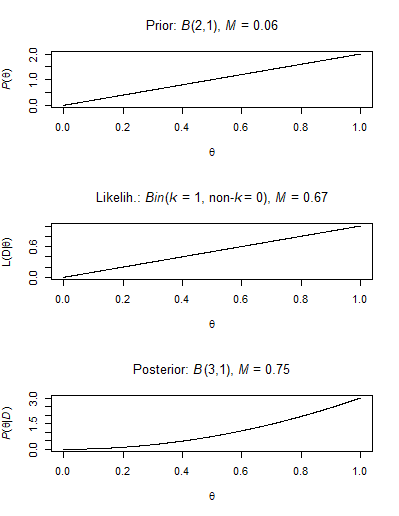 Prior: B(2,1), M = 0.06
P(θ)
0.0 1.0 2.0
0.0 0.2 0.4 0.6 0.8 1.0
θ
Likelih.: Bin(k = 1, non-k = 0), M = 0.67
L(D|θ)
0.0 0.6
0.0 0.2 0.4 0.6 0.8 1.0
θ
Posterior: B(3,1), M = 0.75
P(θ|D)
0.0 1.5 3.0
0.0 0.2 0.4 0.6 0.8 1.0
θ